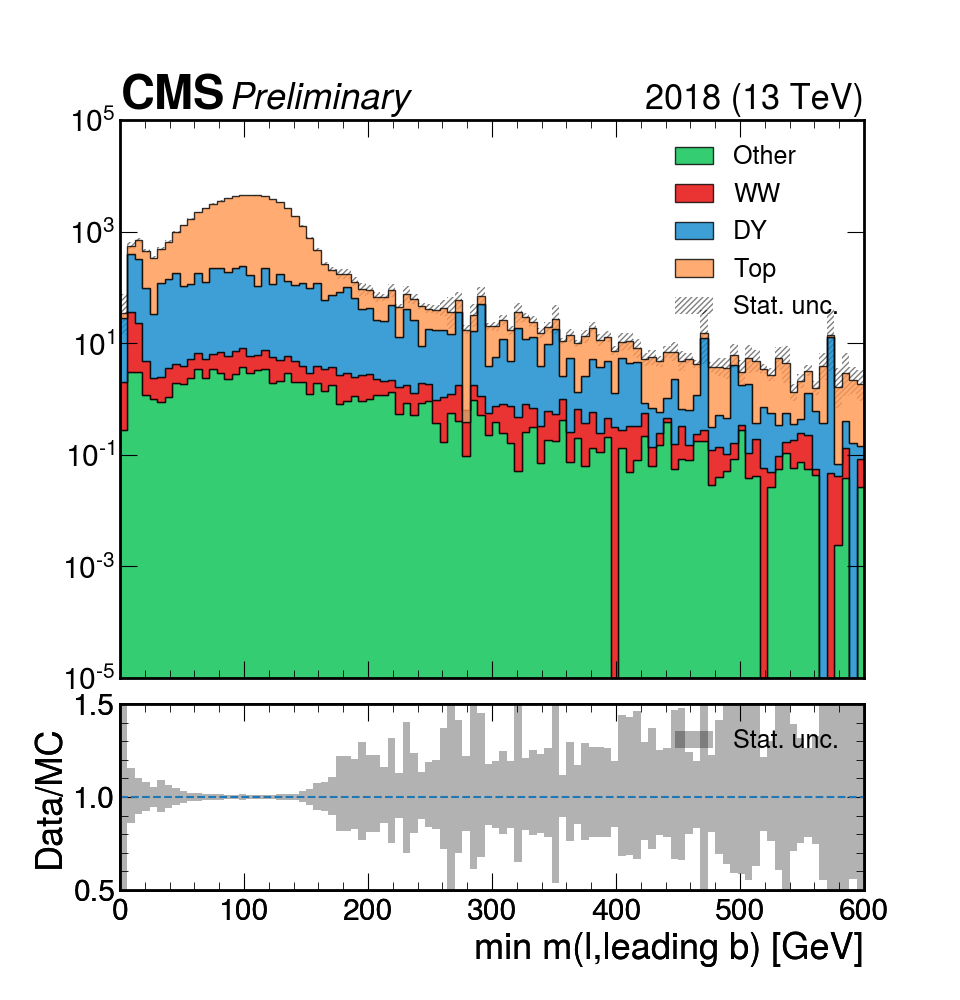 CMS Preliminary 2018 (13 TeV)
10^5
10^3
10^1
10^-1
10^-3
10^-5
Other
WW
DY
Top
Stat. unc.
1.5
1.0
0.5
Data/MC
Stat. unc.
0 100 200 300 400 500 600
min m(l,leading b) [GeV]